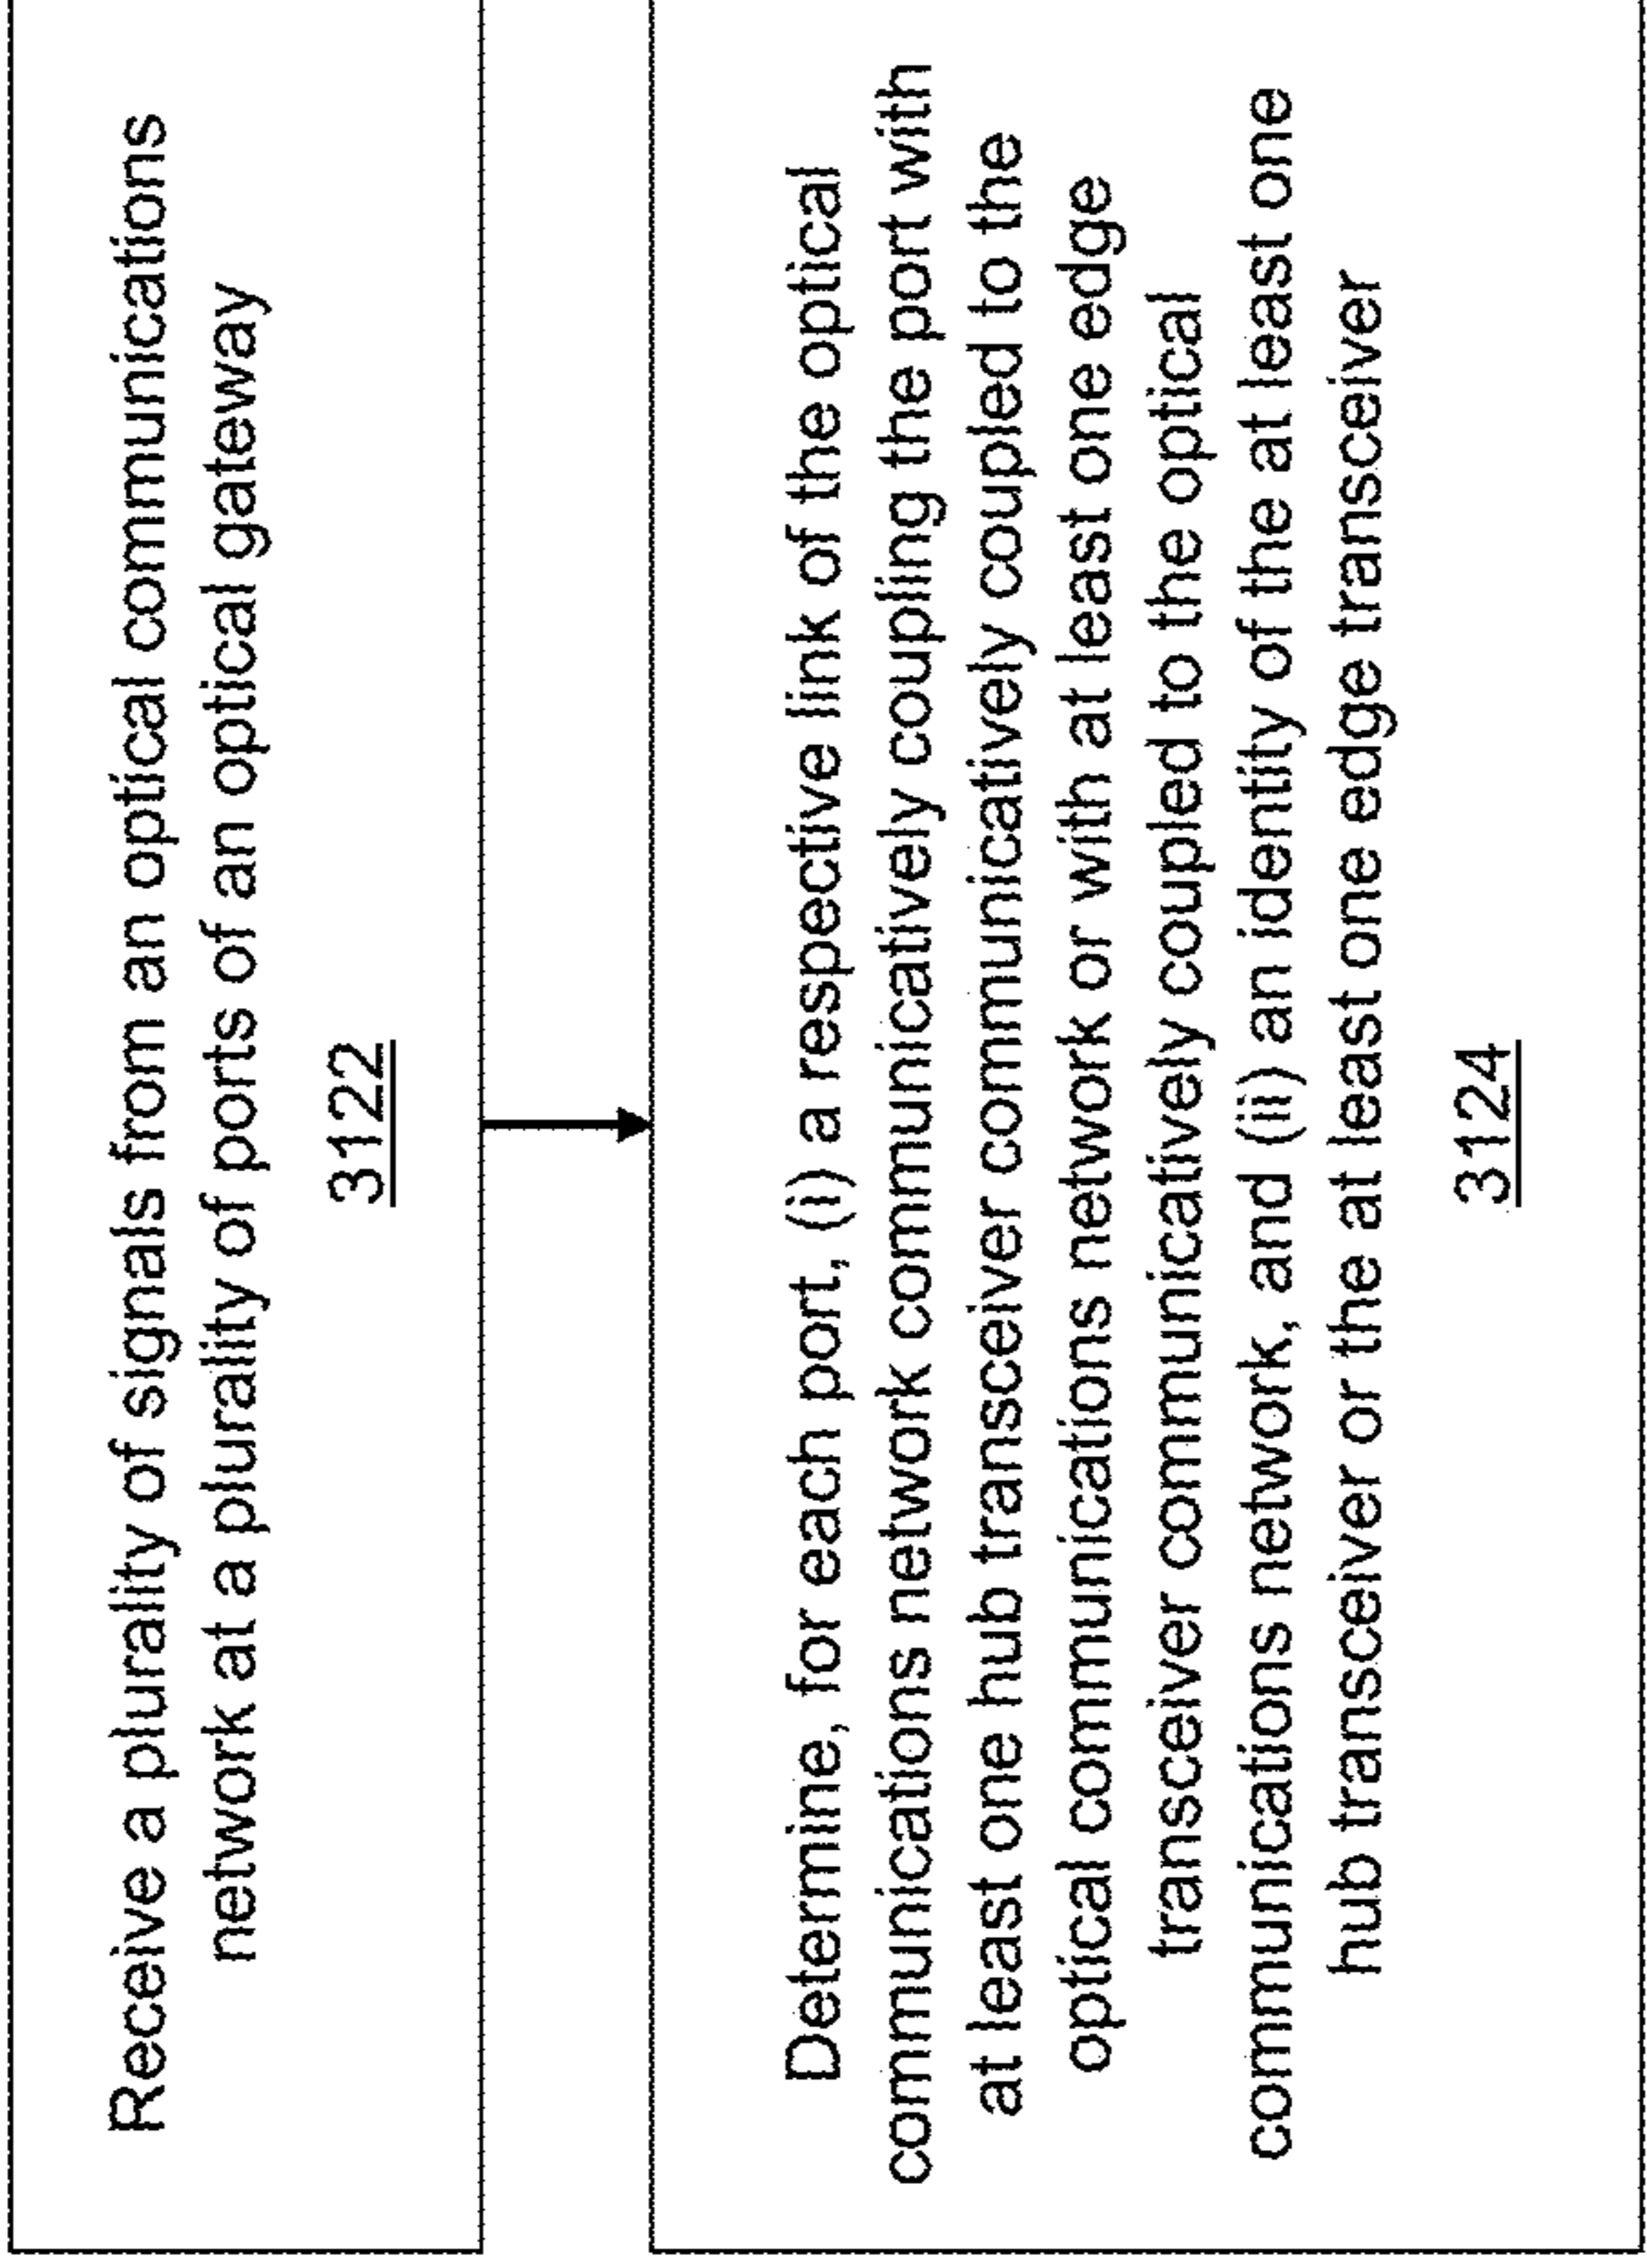 Receive a plurality of signals from an optical communications
network at a plurality of ports of an optical gateway
3122
Determine, for each port, (i) a respective link of the optical
communications network communicatively coupling the port with
at least one hub transceiver communicatively coupled to the
optical communications network or with at least one edge
transceiver communicatively coupled to the optical
communications network, and (ii) an identity of the at least one
hub transceiver or the at least one edge transceiver
3124